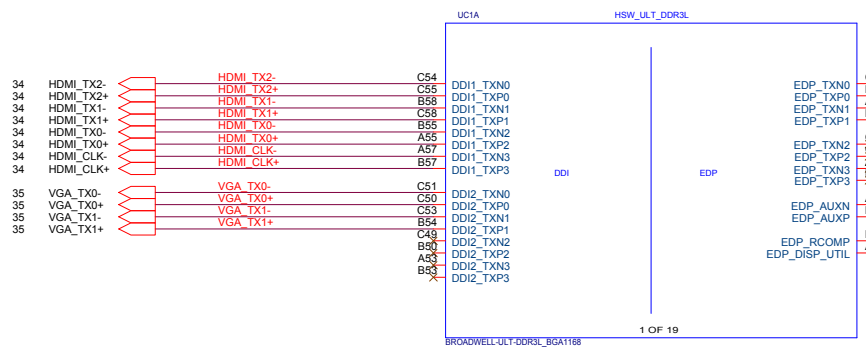 UC1A HSW_ULT_DDR3L
34 HDMI_TX2- HDMI_TX2- C54 DDI1_TXN0 EDP_TXN0
34 HDMI_TX2+ HDMI_TX2+ C55 DDI1_TXP0 EDP_TXP0
34 HDMI_TX1- HDMI_TX1- B58 DDI1_TXN1 EDP_TXN1
34 HDMI_TX1+ HDMI_TX1+ C58 DDI1_TXP1 EDP_TXP1
34 HDMI_TX0- HDMI_TX0- B55 DDI1_TXN2 EDP_TXN2
34 HDMI_TX0+ HDMI_TX0+ A55 DDI1_TXP2 EDP_TXP2
34 HDMI_CLK- HDMI_CLK- A57 DDI1_TXN3 EDP_TXN3
34 HDMI_CLK+ HDMI_CLK+ B57 DDI1_TXP3 EDP_TXP3
DDI EDP
35 VGA_TX0- VGA_TX0- C51 DDI2_TXN0
35 VGA_TX0+ VGA_TX0+ C50 DDI2_TXP0 EDP_AUXN
35 VGA_TX1- VGA_TX1- C53 DDI2_TXN1 EDP_AUXP
35 VGA_TX1+ VGA_TX1+ B54 DDI2_TXP1
C49 DDI2_TXN2 EDP_RCOMP
B50 DDI2_TXP2 EDP_DISP_UTIL
A53 DDI2_TXN3
B53 DDI2_TXP3
1 OF 19
BROADWELL-ULT-DDR3L_BGA1168